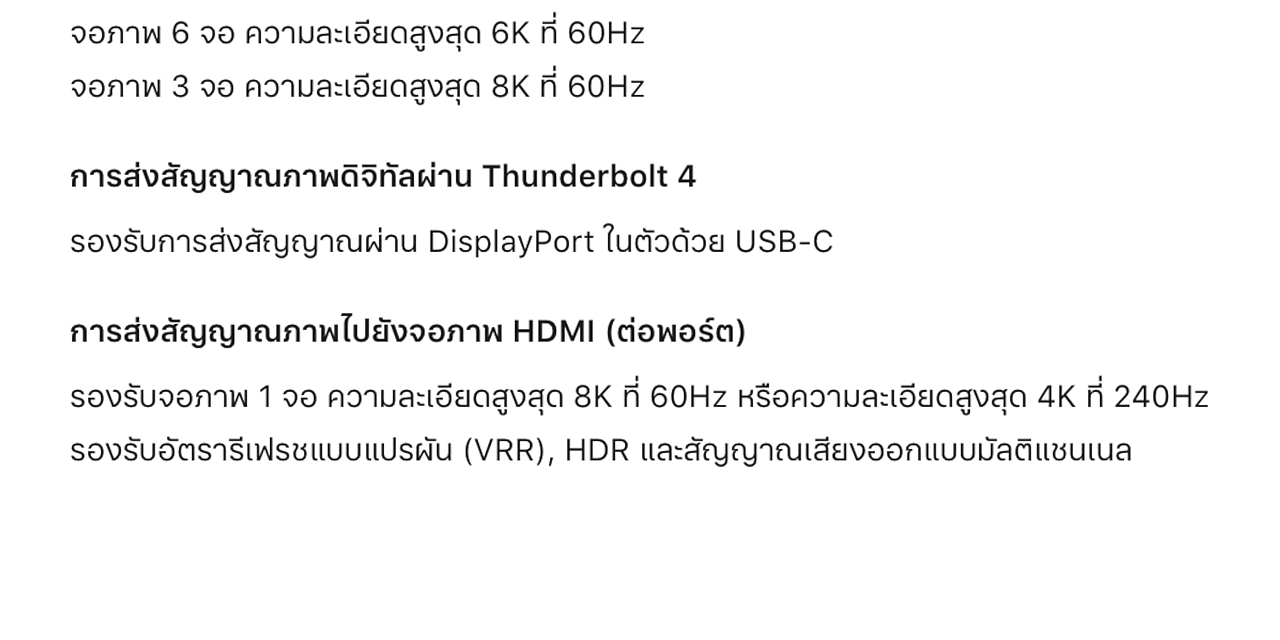 จอภาพ 6 จอ ความละเอียดสูงสุด 6K ที่ 60Hz
จอภาพ 3 จอ ความละเอียดสูงสุด 8K ที่ 60Hz
การส่งสัญญาณภาพดิจิทัลผ่าน Thunderbolt 4
รองรับการส่งสัญญาณผ่าน DisplayPort ในตัวด้วย USB-C
การส่งสัญญาณภาพไปยังจอภาพ HDMI (ต่อพอร์ต)
รองรับจอภาพ 1 จอ ความละเอียดสูงสุด 8K ที่ 60Hz หรือความละเอียดสูงสุด 4K ที่ 240Hz
รองรับอัตรารีเฟรชแบบแปรผัน (VRR), HDR และสัญญาณเสียงออกแบบมัลติแชนเนล